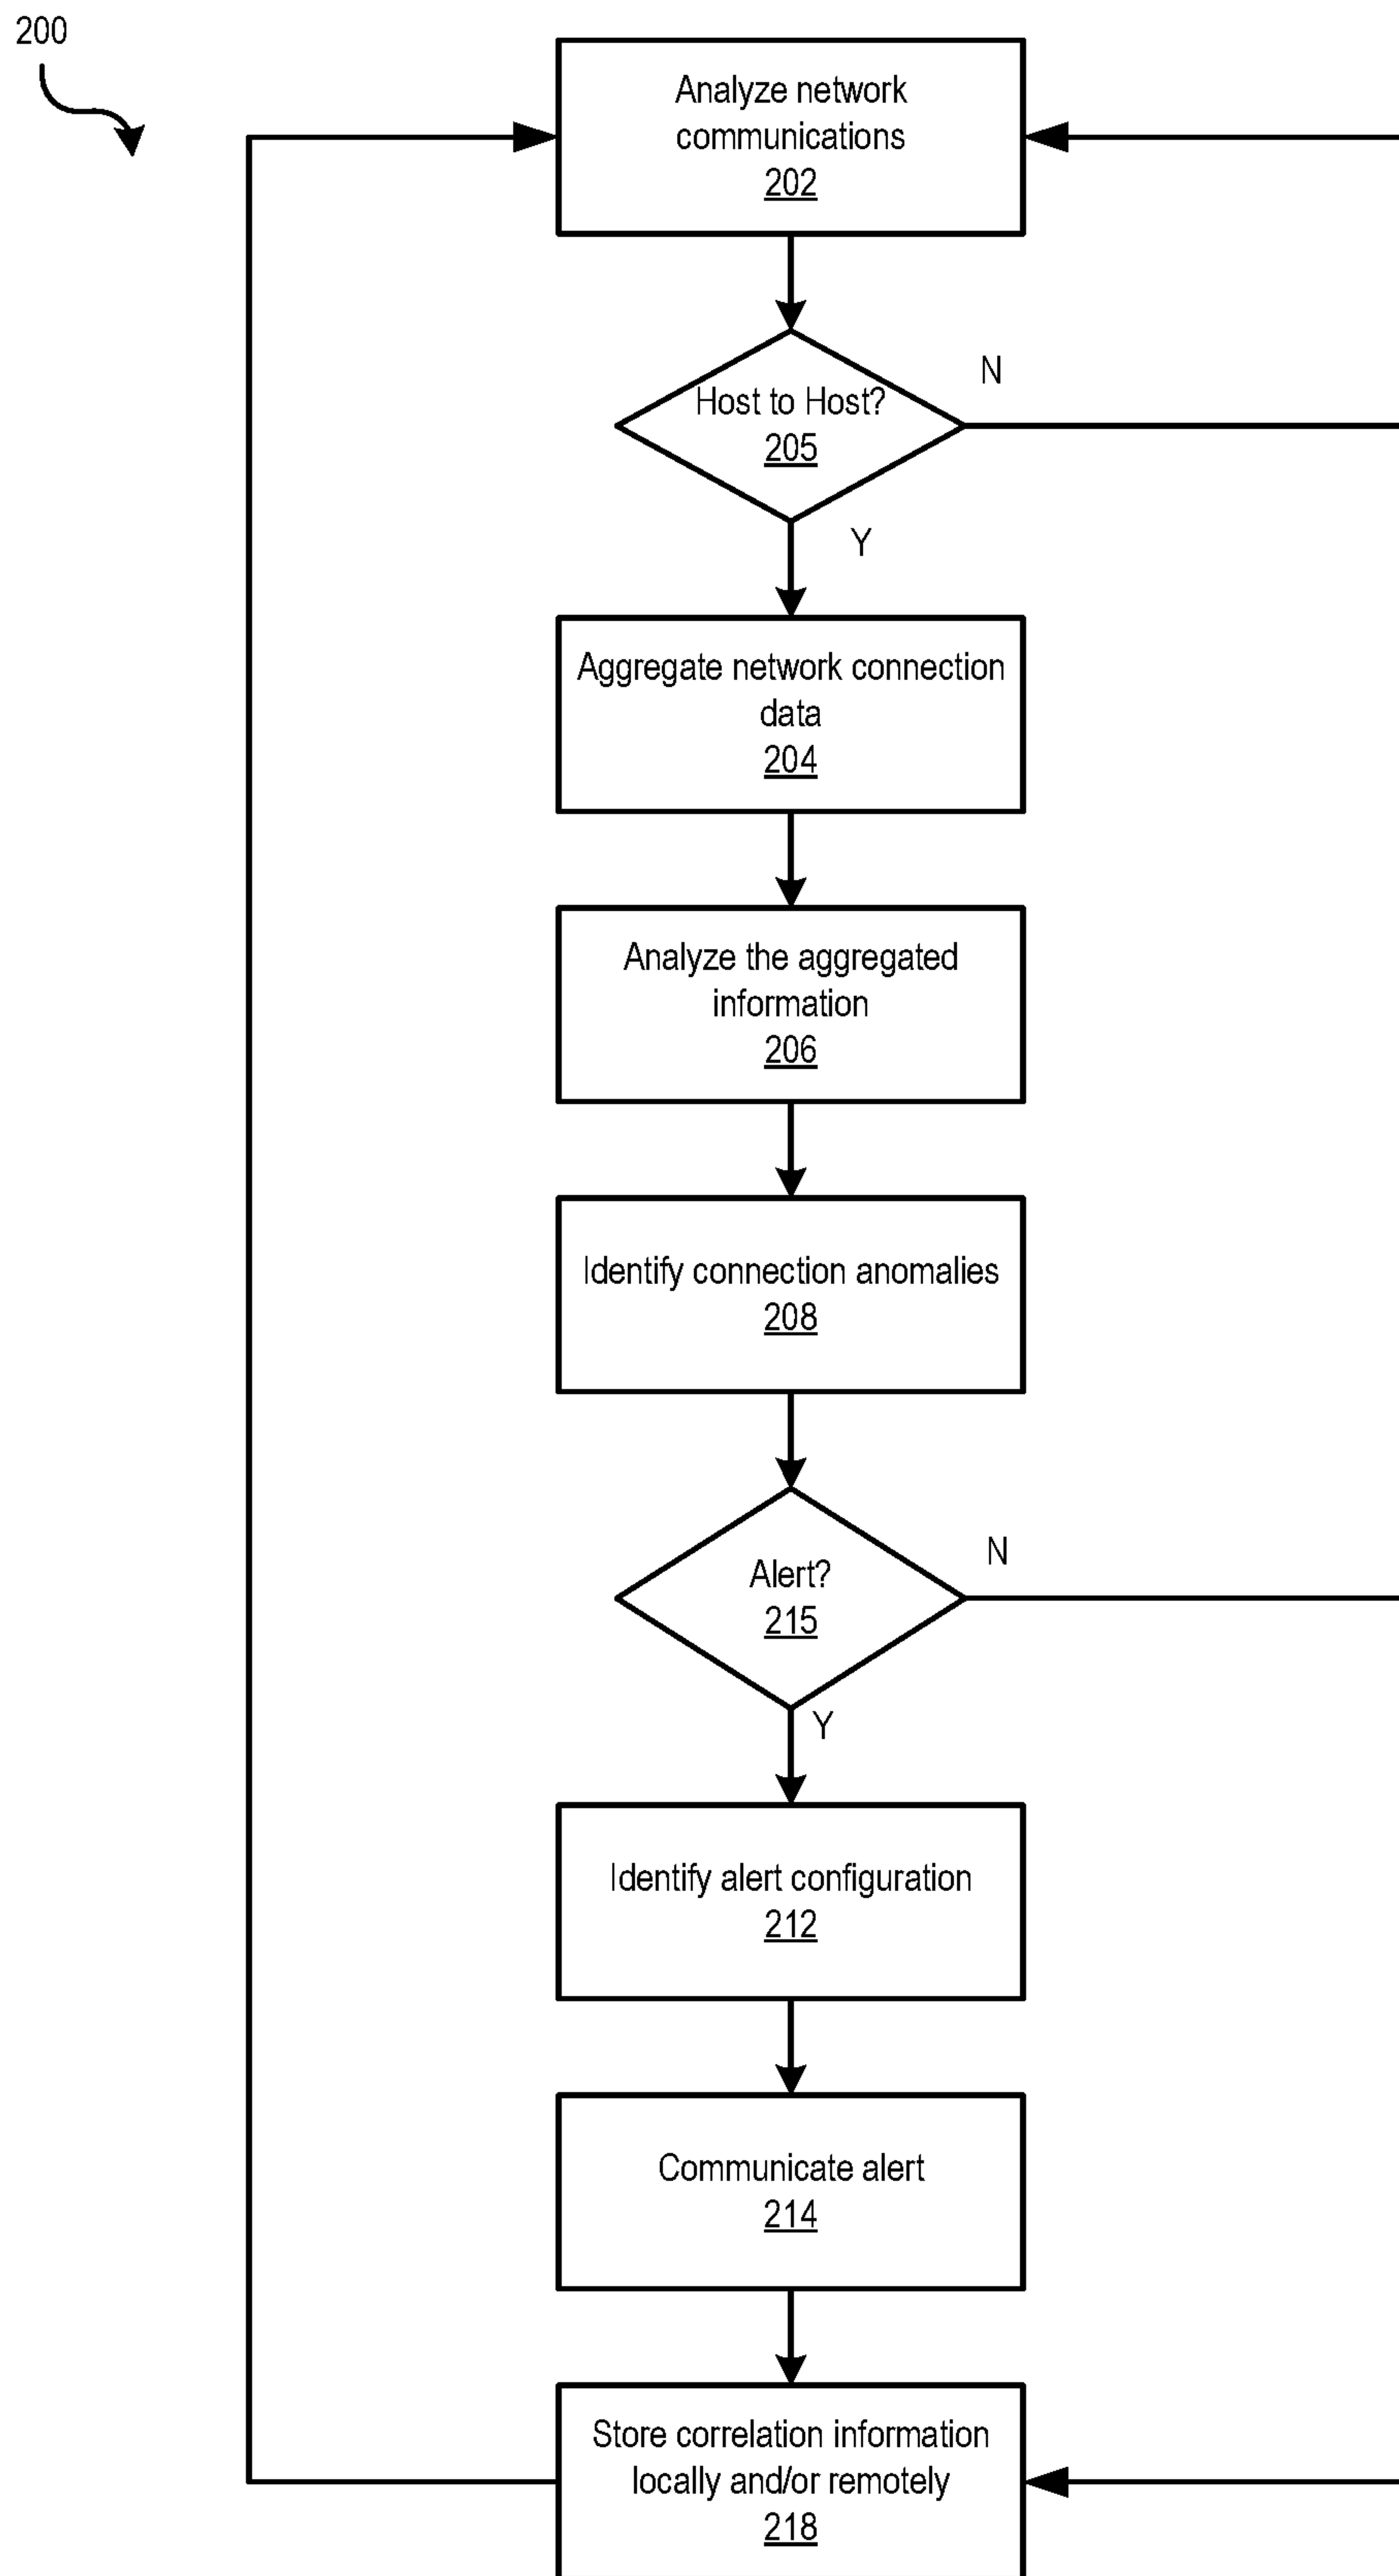 200
Analyze network
communications
202
Host to Host?
205
N
Y
Aggregate network connection
data
204
Analyze the aggregated
information
206
Identify connection anomalies
208
Alert?
215
N
Y
Identify alert configuration
212
Communicate alert
214
Store correlation information
locally and/or remotely
218